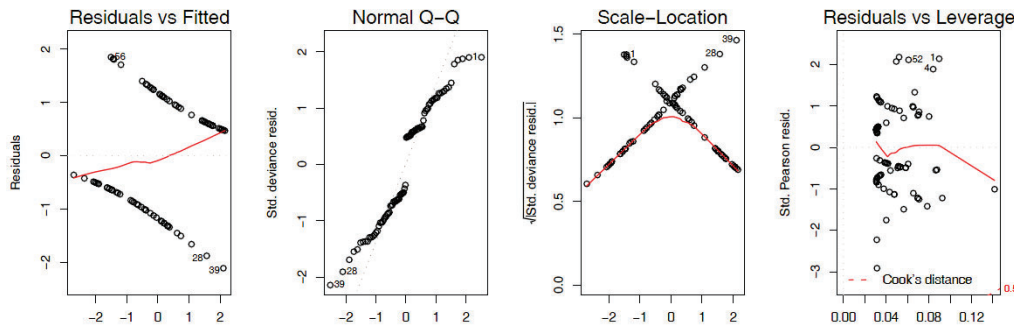 Residuals vs Fitted
Residuals
2
1
0
−1
−2
56
28
39
−2 −1 0 1 2
Normal Q−Q
Std. deviance resid.
2
1
0
−1
−2
1
28
39
−2 −1 0 1 2
Scale−Location
√|Std. deviance resid.|
1.5
1.0
0.5
0.0
1
28
39
−2 −1 0 1 2
Residuals vs Leverage
Std. Pearson resid.
2
1
0
−1
−2
−3
52
1
4
Cook's distance
0.5
0.00 0.04 0.08 0.12